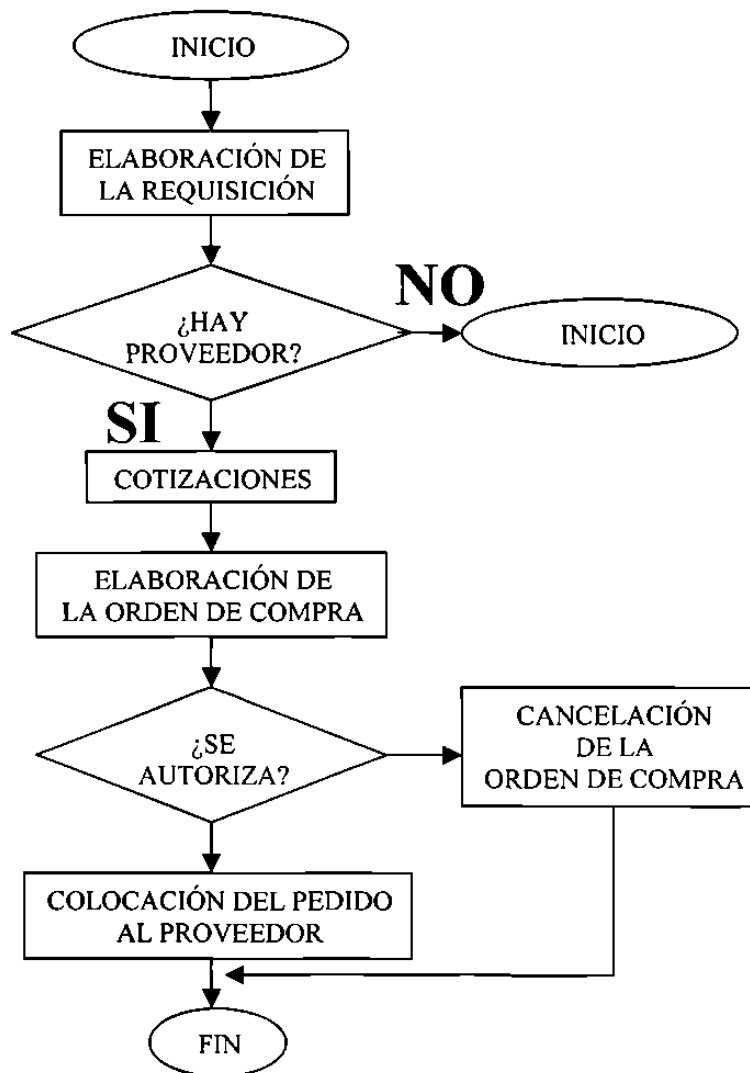 INICIO
ELABORACIÓN DE
LA REQUISICIÓN
¿HAY
PROVEEDOR?
NO
INICIO
SI
COTIZACIONES
ELABORACIÓN DE
LA ORDEN DE COMPRA
¿SE
AUTORIZA?
CANCELACIÓN
DE LA
ORDEN DE COMPRA
COLOCACIÓN DEL PEDIDO
AL PROVEEDOR
FIN